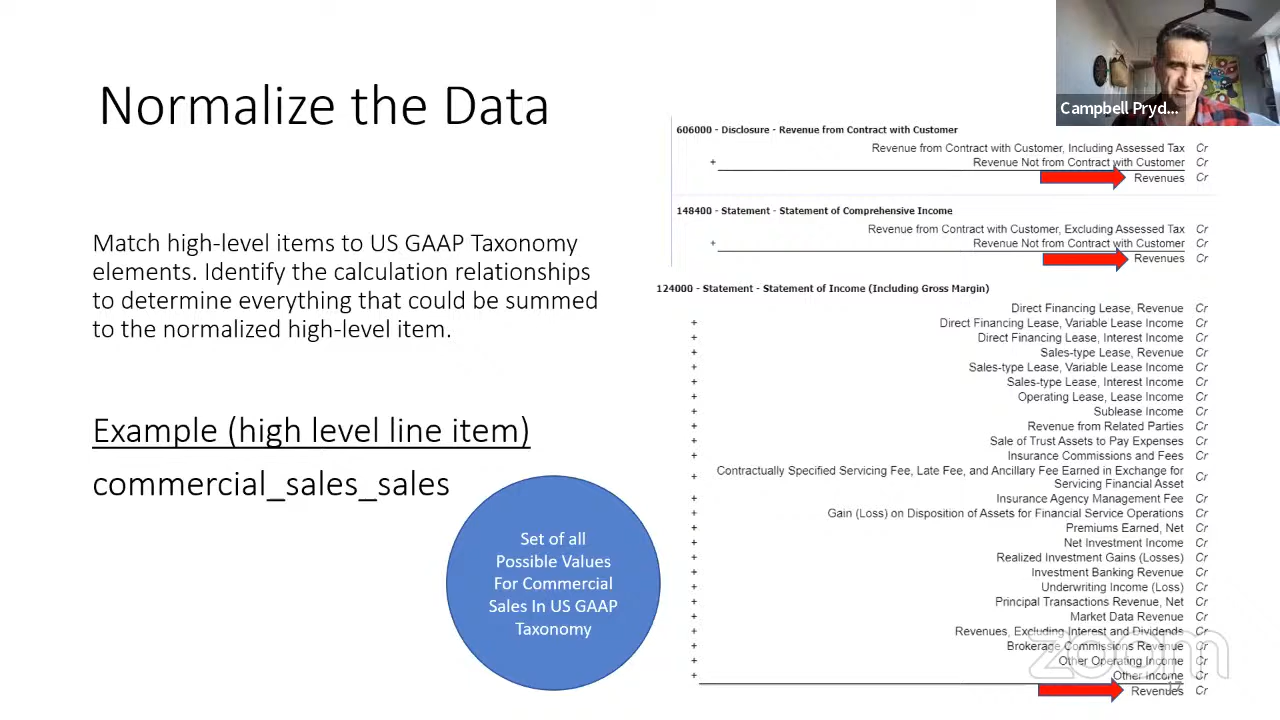 Normalize the Data
Match high-level items to US GAAP Taxonomy
elements. Identify the calculation relationships
to determine everything that could be summed
to the normalized high-level item.
Example (high level line item)
commercial_sales_sales
Set of all
Possible Values
For Commercial
Sales In US GAAP
Taxonomy
Campbell Pryd...
606000 - Disclosure - Revenue from Contract with Customer
Revenue from Contract with Customer, Including Assessed Tax Cr
+ Revenue Not from Contract with Customer Cr
Revenues Cr
148400 - Statement - Statement of Comprehensive Income
Revenue from Contract with Customer, Excluding Assessed Tax Cr
+ Revenue Not from Contract with Customer Cr
Revenues Cr
124000 - Statement - Statement of Income (Including Gross Margin)
Direct Financing Lease, Revenue Cr
+ Direct Financing Lease, Variable Lease Income Cr
+ Direct Financing Lease, Interest Income Cr
+ Sales-type Lease, Revenue Cr
+ Sales-type Lease, Variable Lease Income Cr
+ Sales-type Lease, Interest Income Cr
+ Operating Lease, Lease Income Cr
+ Sublease Income Cr
+ Revenue from Related Parties Cr
+ Sale of Trust Assets to Pay Expenses Cr
+ Insurance Commissions and Fees Cr
+ Contractually Specified Servicing Fee, Late Fee, and Ancillary Fee Earned in Exchange for Cr
Servicing Financial Asset
+ Insurance Agency Management Fee Cr
+ Gain (Loss) on Disposition of Assets for Financial Service Operations Cr
+ Premiums Earned, Net Cr
+ Net Investment Income Cr
+ Realized Investment Gains (Losses) Cr
+ Investment Banking Revenue Cr
+ Underwriting Income (Loss) Cr
+ Principal Transactions Revenue, Net Cr
+ Market Data Revenue Cr
+ Revenues, Excluding Interest and Dividends Cr
+ Brokerage Commissions Revenue Cr
+ Other Operating Income Cr
+ Other Income Cr
Revenues Cr
zoom
17